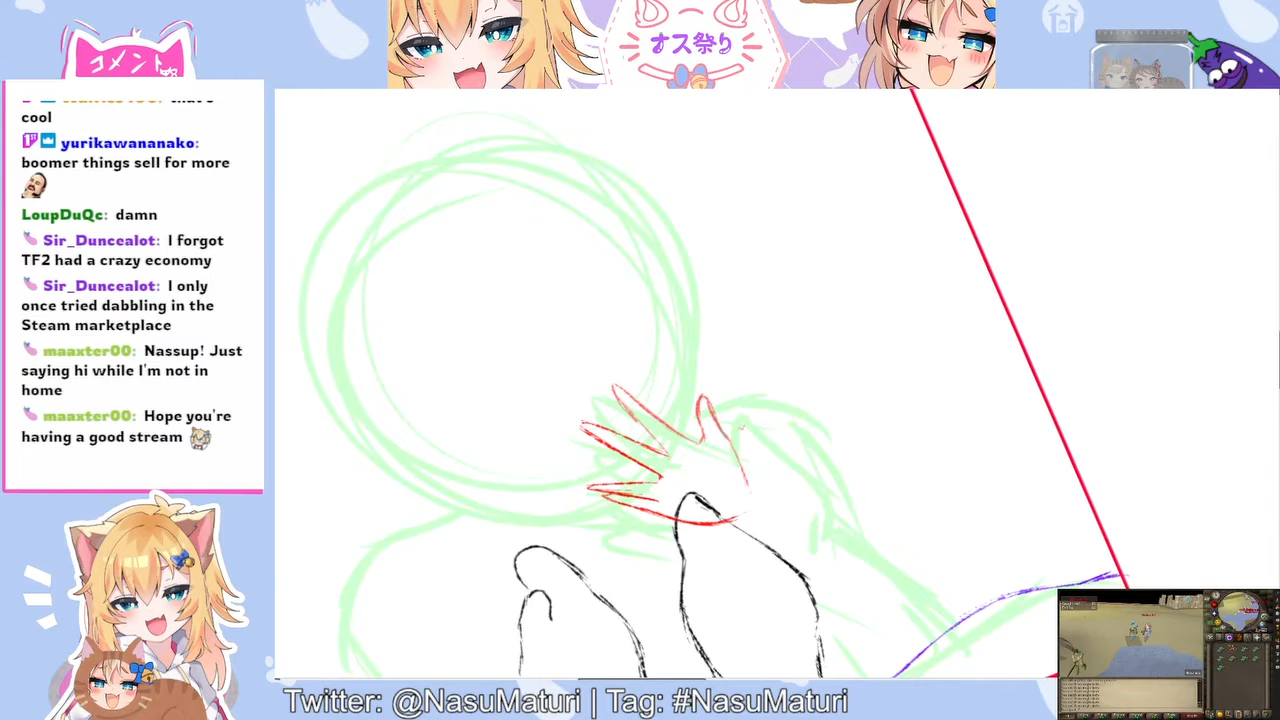 コメント
cool
yurikawananako:
boomer things sell for more
LoupDuQc: damn
Sir_Duncealot: I forgot
TF2 had a crazy economy
Sir_Duncealot: I only
once tried dabbling in the
Steam marketplace
maaxter00: Nassup! Just
saying hi while I'm not in
home
maaxter00: Hope you're
having a good stream
オス祭り
Twitter: @NasuMaturi | Tag: #NasuMaturi